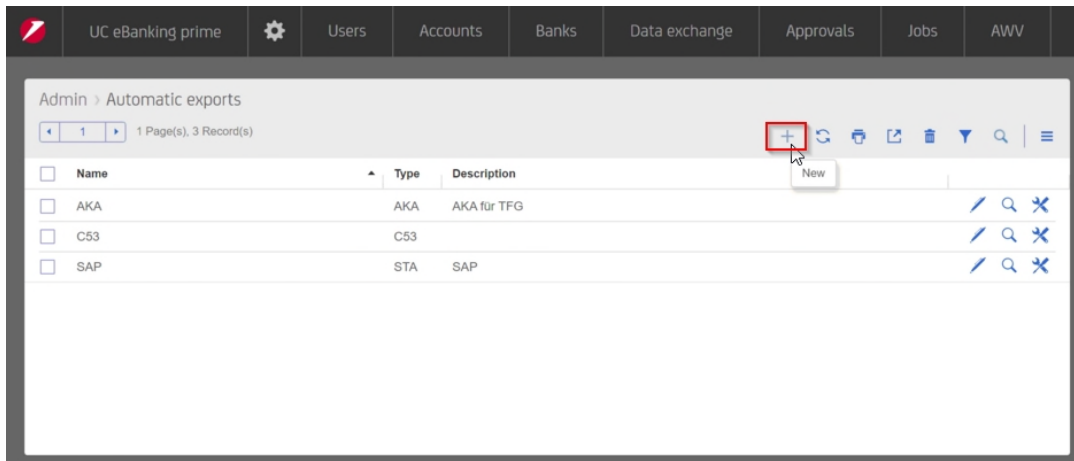 UC eBanking prime Users Accounts Banks Data exchange Approvals Jobs AWV
Admin > Automatic exports
1 1 Page(s), 3 Record(s)
New
Name Type Description
AKA AKA AKA für TFG
C53 C53
SAP STA SAP